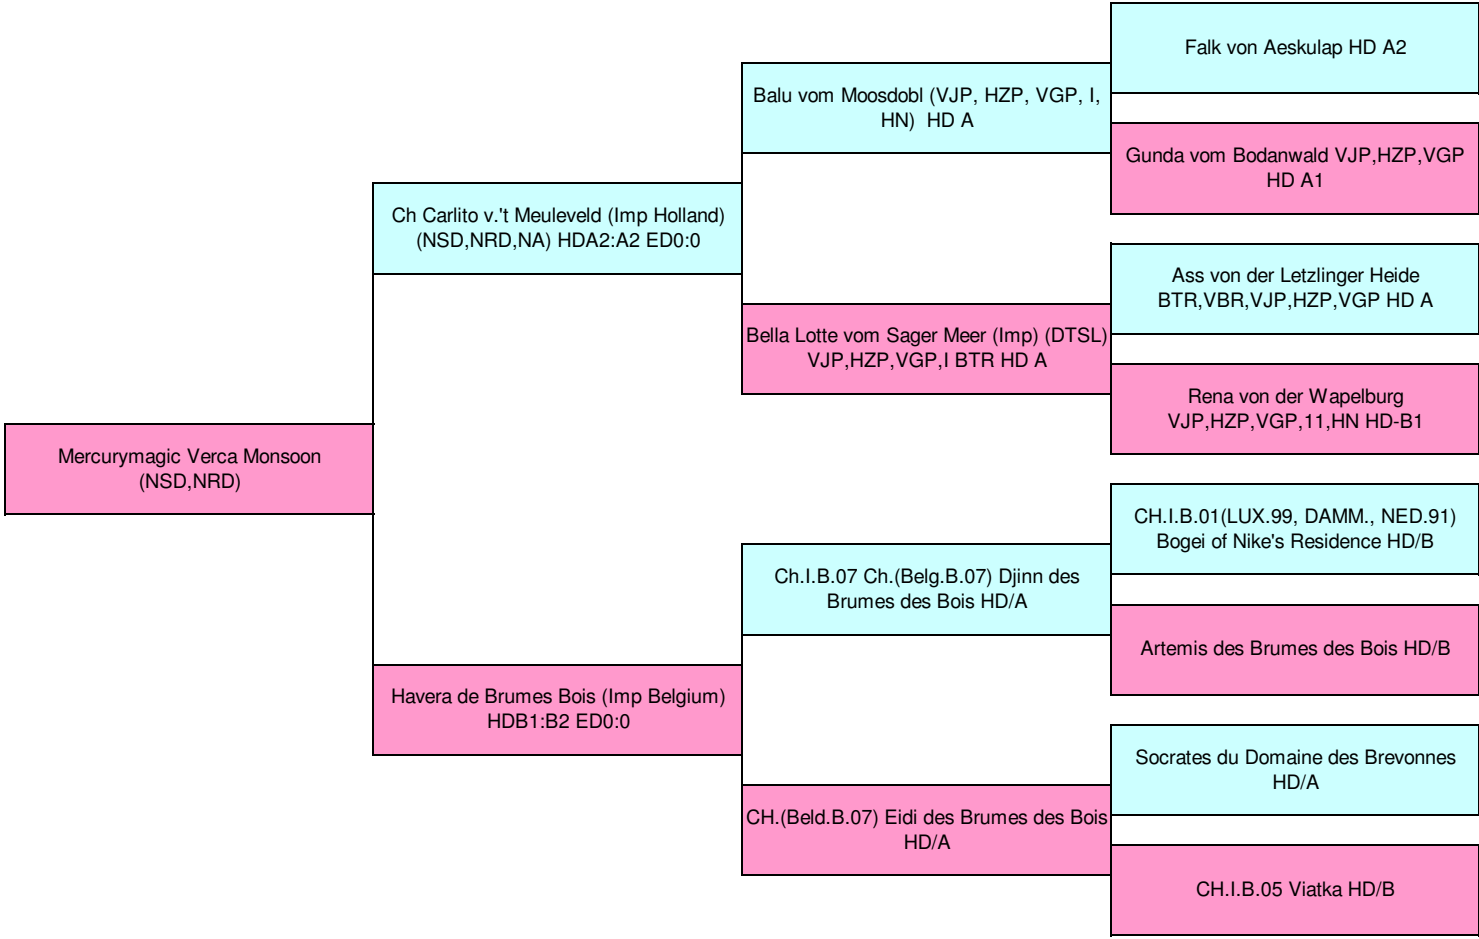 Falk von Aeskulap HD A2
Balu vom Moosdobl (VJP, HZP, VGP, I,
HN)  HD A
Gunda vom Bodanwald VJP,HZP,VGP
HD A1
Ch Carlito v.'t Meuleveld (Imp Holland)
(NSD,NRD,NA) HDA2:A2 ED0:0
Ass von der Letzlinger Heide
BTR,VBR,VJP,HZP,VGP HD A
Bella Lotte vom Sager Meer (Imp) (DTSL)
VJP,HZP,VGP,I BTR HD A
Rena von der Wapelburg
VJP,HZP,VGP,11,HN HD-B1
Mercurymagic Verca Monsoon
(NSD,NRD)
CH.I.B.01(LUX.99, DAMM., NED.91)
Bogei of Nike's Residence HD/B
Ch.I.B.07 Ch.(Belg.B.07) Djinn des
Brumes des Bois HD/A
Artemis des Brumes des Bois HD/B
Havera de Brumes Bois (Imp Belgium)
HDB1:B2 ED0:0
Socrates du Domaine des Brevonnes
HD/A
CH.(Beld.B.07) Eidi des Brumes des Bois
HD/A
CH.I.B.05 Viatka HD/B